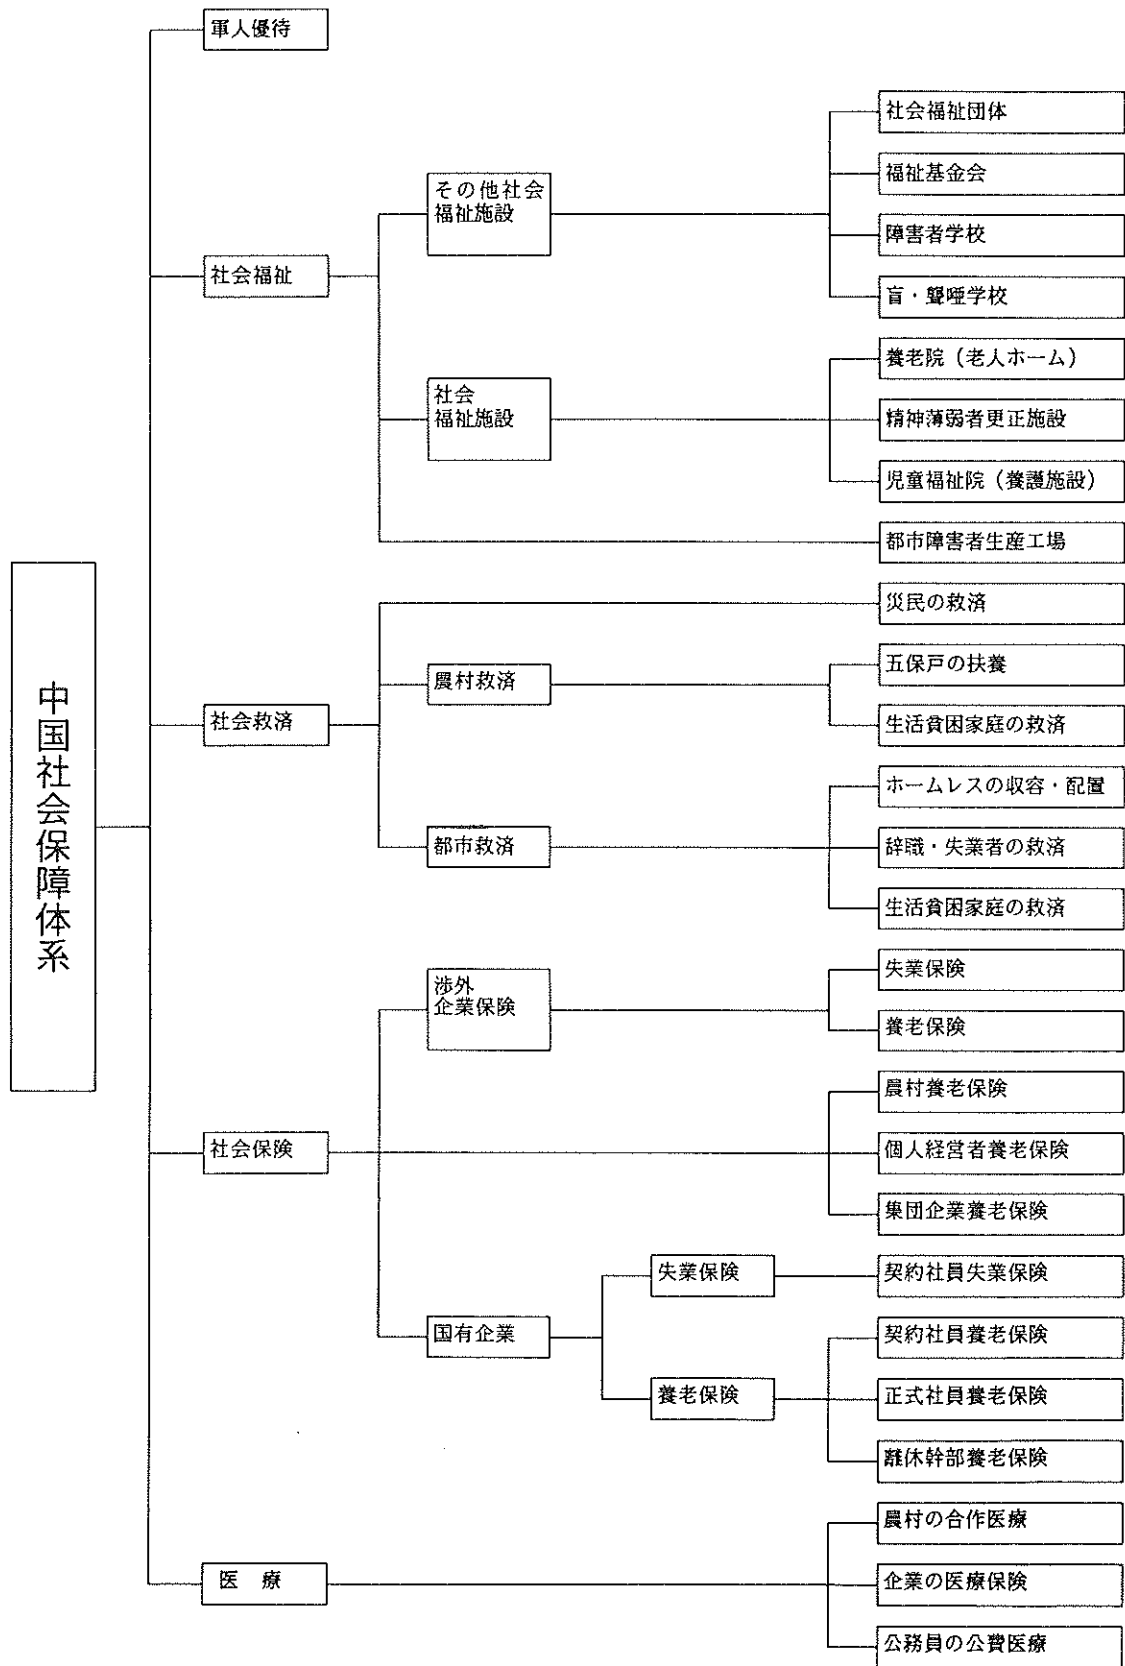 軍人優待
社会福祉団体
福祉基金会
その他社会
福祉施設
障害者学校
社会福祉
盲・聾唖学校
養老院（老人ホーム）
社会
福祉施設
精神薄弱者更正施設
児童福祉院（養護施設）
都市障害者生産工場
災民の救済
五保戸の扶養
農村救済
社会救済
生活貧困家庭の救済
ホームレスの収容・配置
都市救済
辞職・失業者の救済
生活貧困家庭の救済
中国社会保障体系
失業保険
渉外
企業保険
養老保険
農村養老保険
社会保険
個人経営者養老保険
集団企業養老保険
失業保険
契約社員失業保険
国有企業
契約社員養老保険
養老保険
正式社員養老保険
離休幹部養老保険
農村の合作医療
医　療
企業の医療保険
公務員の公費医療